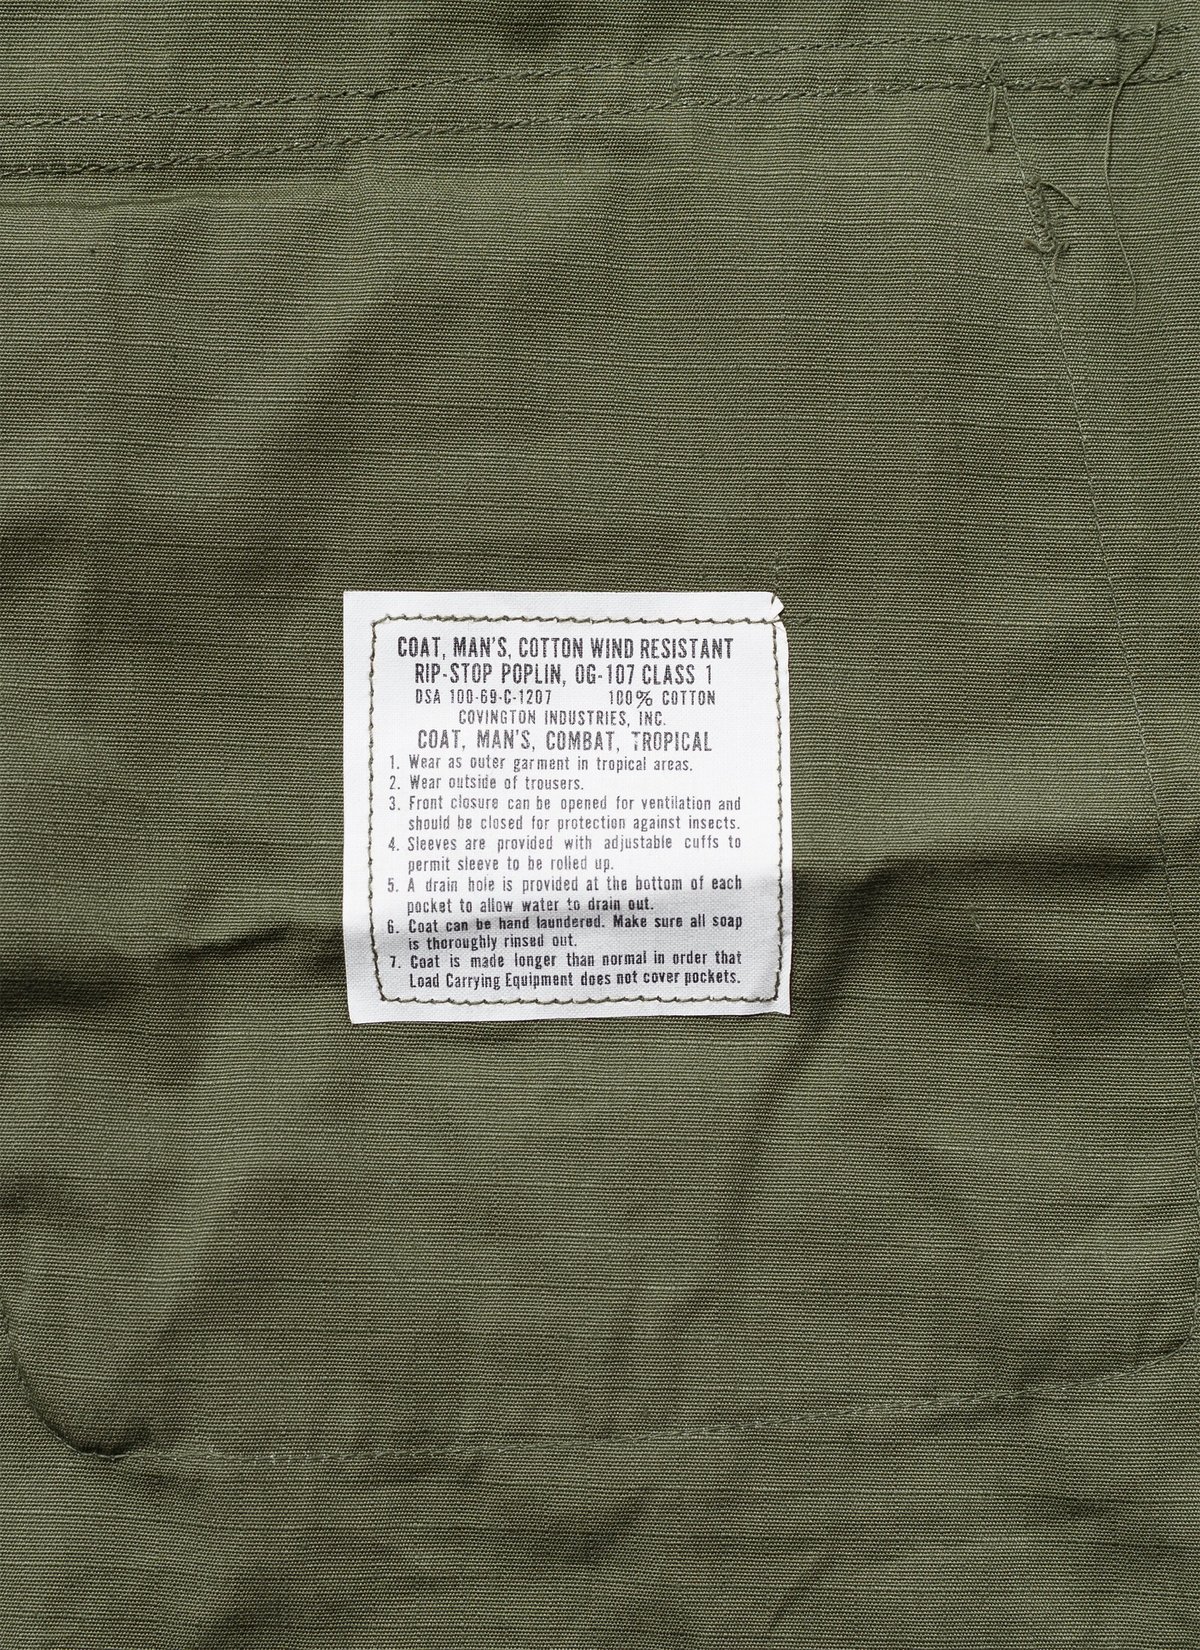 COAT, MAN'S, COTTON WIND RESISTANT
RIP-STOP POPLIN, OG-107 CLASS 1
DSA 100-69-C-1207 100% COTTON
COVINGTON INDUSTRIES, INC.
COAT, MAN'S, COMBAT, TROPICAL
1. Wear as outer garment in tropical areas.
2. Wear outside of trousers.
3. Front closure can be opened for ventilation and
should be closed for protection against insects.
4. Sleeves are provided with adjustable cuffs to
permit sleeve to be rolled up.
5. A drain hole is provided at the bottom of each
pocket to allow water to drain out.
6. Coat can be hand laundered. Make sure all soap
is thoroughly rinsed out.
7. Coat is made longer than normal in order that
Load Carrying Equipment does not cover pockets.